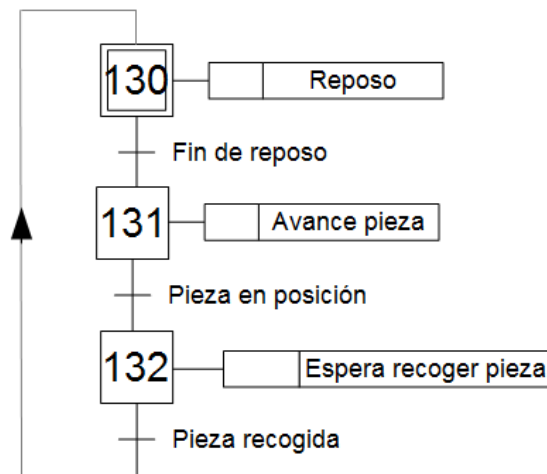 130 Reposo
Fin de reposo
131 Avance pieza
Pieza en posición
132 Espera recoger pieza
Pieza recogida